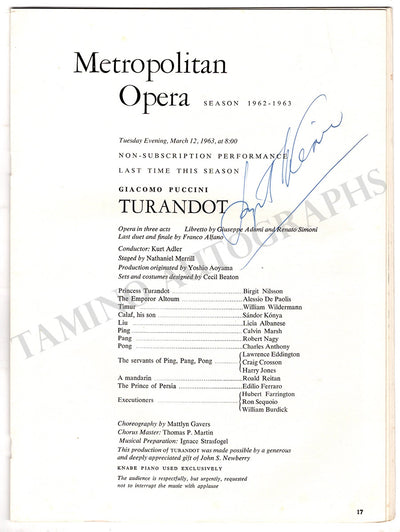 Metropolitan
Opera SEASON 1962-1963
Tuesday Evening, March 12, 1963, at 8:00
NON-SUBSCRIPTION PERFORMANCE
LAST TIME THIS SEASON
GIACOMO PUCCINI
TURANDOT
Opera in three acts Libretto by Giuseppe Adami and Renato Simoni
Last duet and finale by Franco Alfano
Conductor: Kurt Adler
Staged by Nathaniel Merrill
Production originated by Yoshio Aoyama
Sets and costumes designed by Cecil Beaton
Princess Turandot Birgit Nilsson
The Emperor Altoum Alessio De Paolis
Timur William Wildermann
Calaf, his son Sándor Kónya
Liu Licia Albanese
Ping Calvin Marsh
Pang Robert Nagy
Pong Charles Anthony
The servants of Ping, Pang, Pong Lawrence Eddington
Craig Crosson
Harry Jones
A mandarin Roald Reitan
The Prince of Persia Edilio Ferraro
Executioners Hubert Farrington
Ron Sequoio
William Burdick
Choreography by Mattlyn Gavers
Chorus Master: Thomas P. Martin
Musical Preparation: Ignace Strasfogel
This production of TURANDOT was made possible by a generous
and deeply appreciated gift of John S. Newberry
KNABE PIANO USED EXCLUSIVELY
The audience is respectfully, but urgently, requested
not to interrupt the music with applause
17
TAMINO AUTOGRAPHS